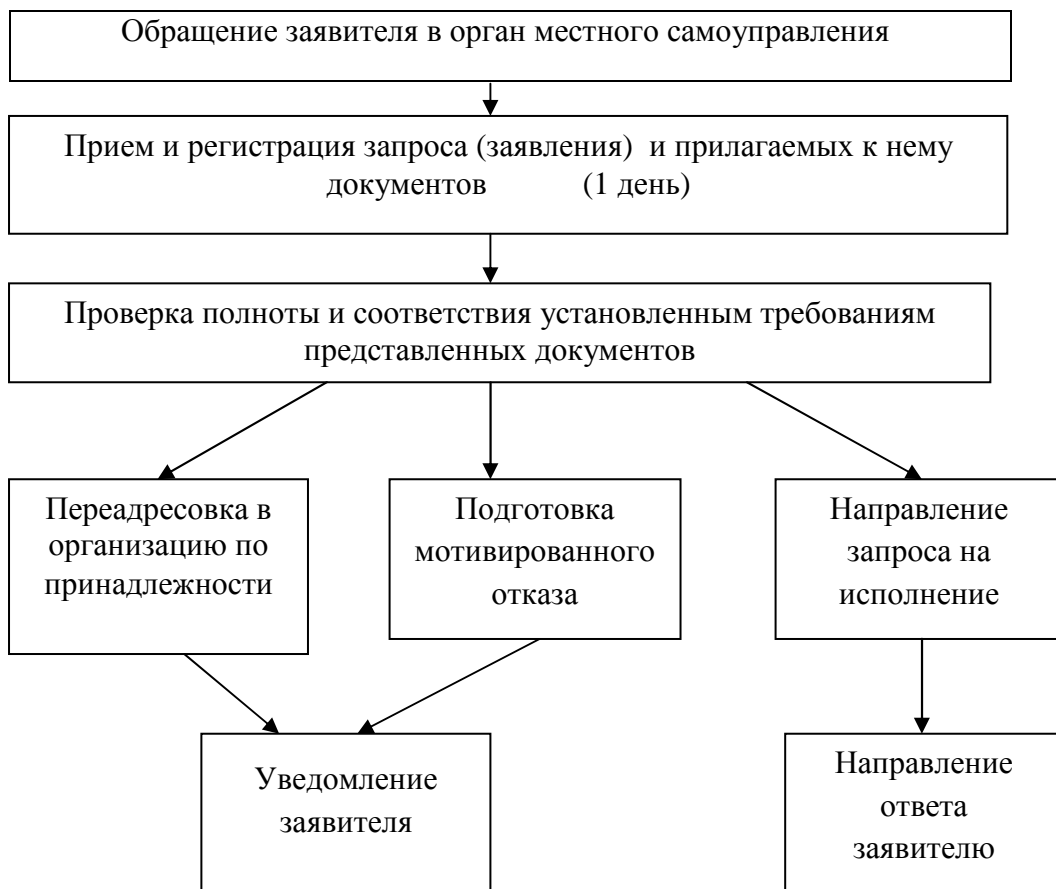 Обращение заявителя в орган местного самоуправления
Прием и регистрация запроса (заявления) и прилагаемых к нему
документов (1 день)
Проверка полноты и соответствия установленным требованиям
представленных документов
Переадресовка в
организацию по
принадлежности
Подготовка
мотивированного
отказа
Направление
запроса на
исполнение
Уведомление
заявителя
Направление
ответа
заявителю